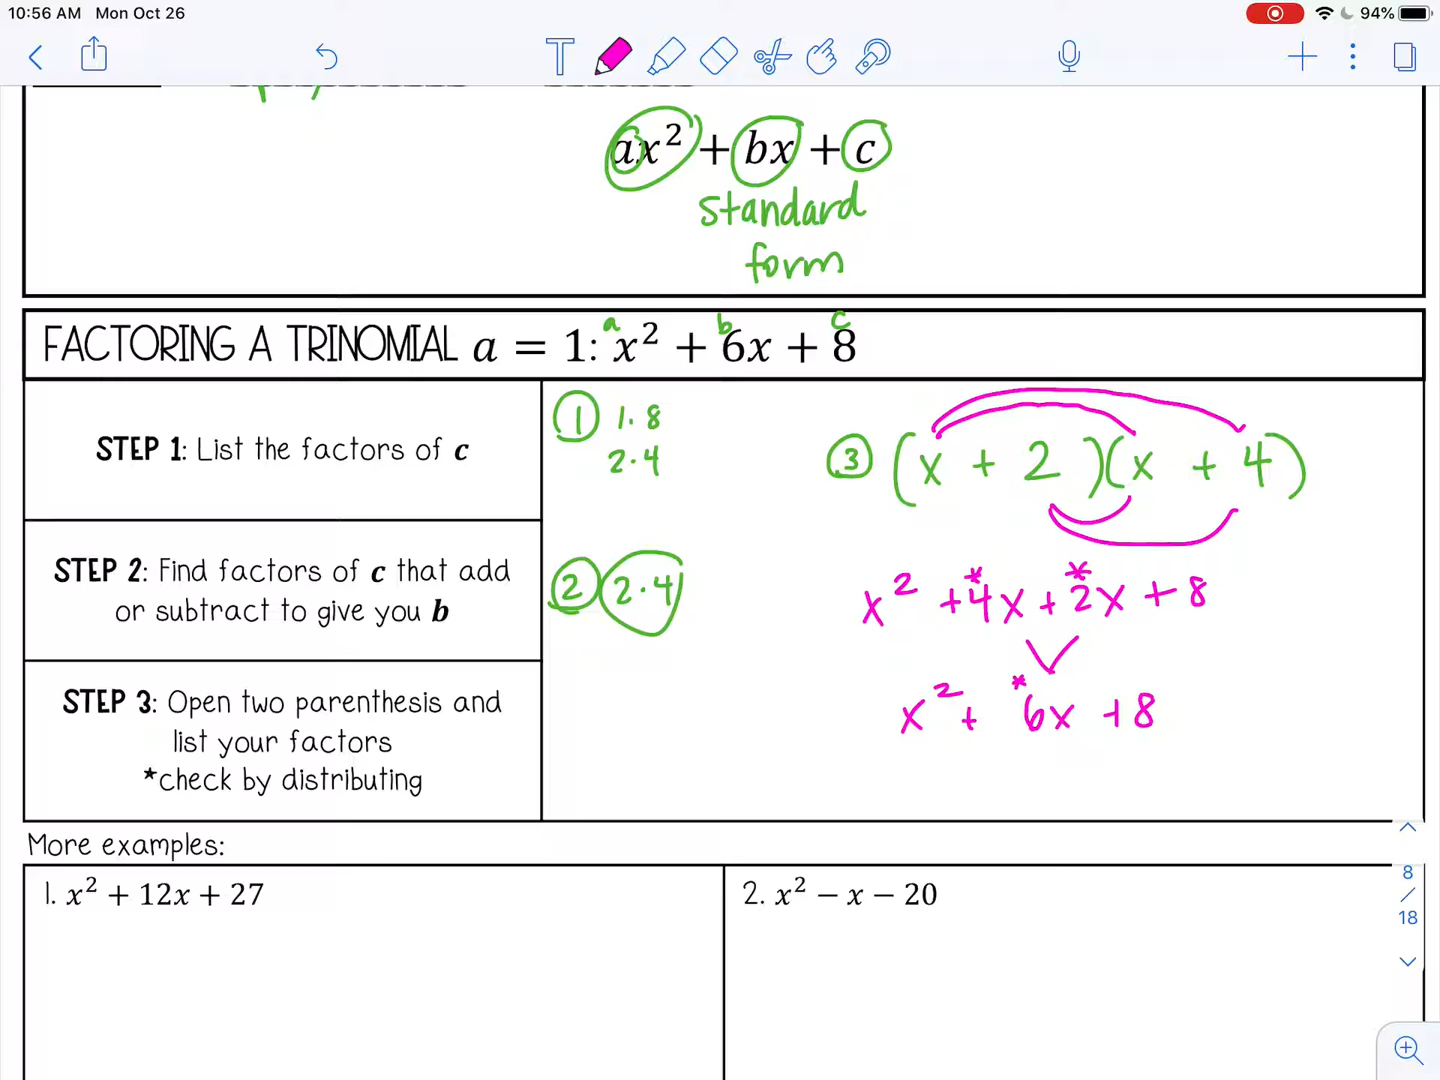 10:56 AM Mon Oct 26
94%
T
ax² + bx + c
standard
form
a b c
FACTORING A TRINOMIAL a = 1: x² + 6x + 8
STEP 1: List the factors of c
① 1·8
2·4
③ (x + 2)(x + 4)
STEP 2: Find factors of c that add
or subtract to give you b
② 2·4
x² +4x+2x+8
* *
STEP 3: Open two parenthesis and
list your factors
*check by distributing
*
x² + 6x +8
More examples:
1. x² + 12x + 27
2. x² − x − 20
8
/
18